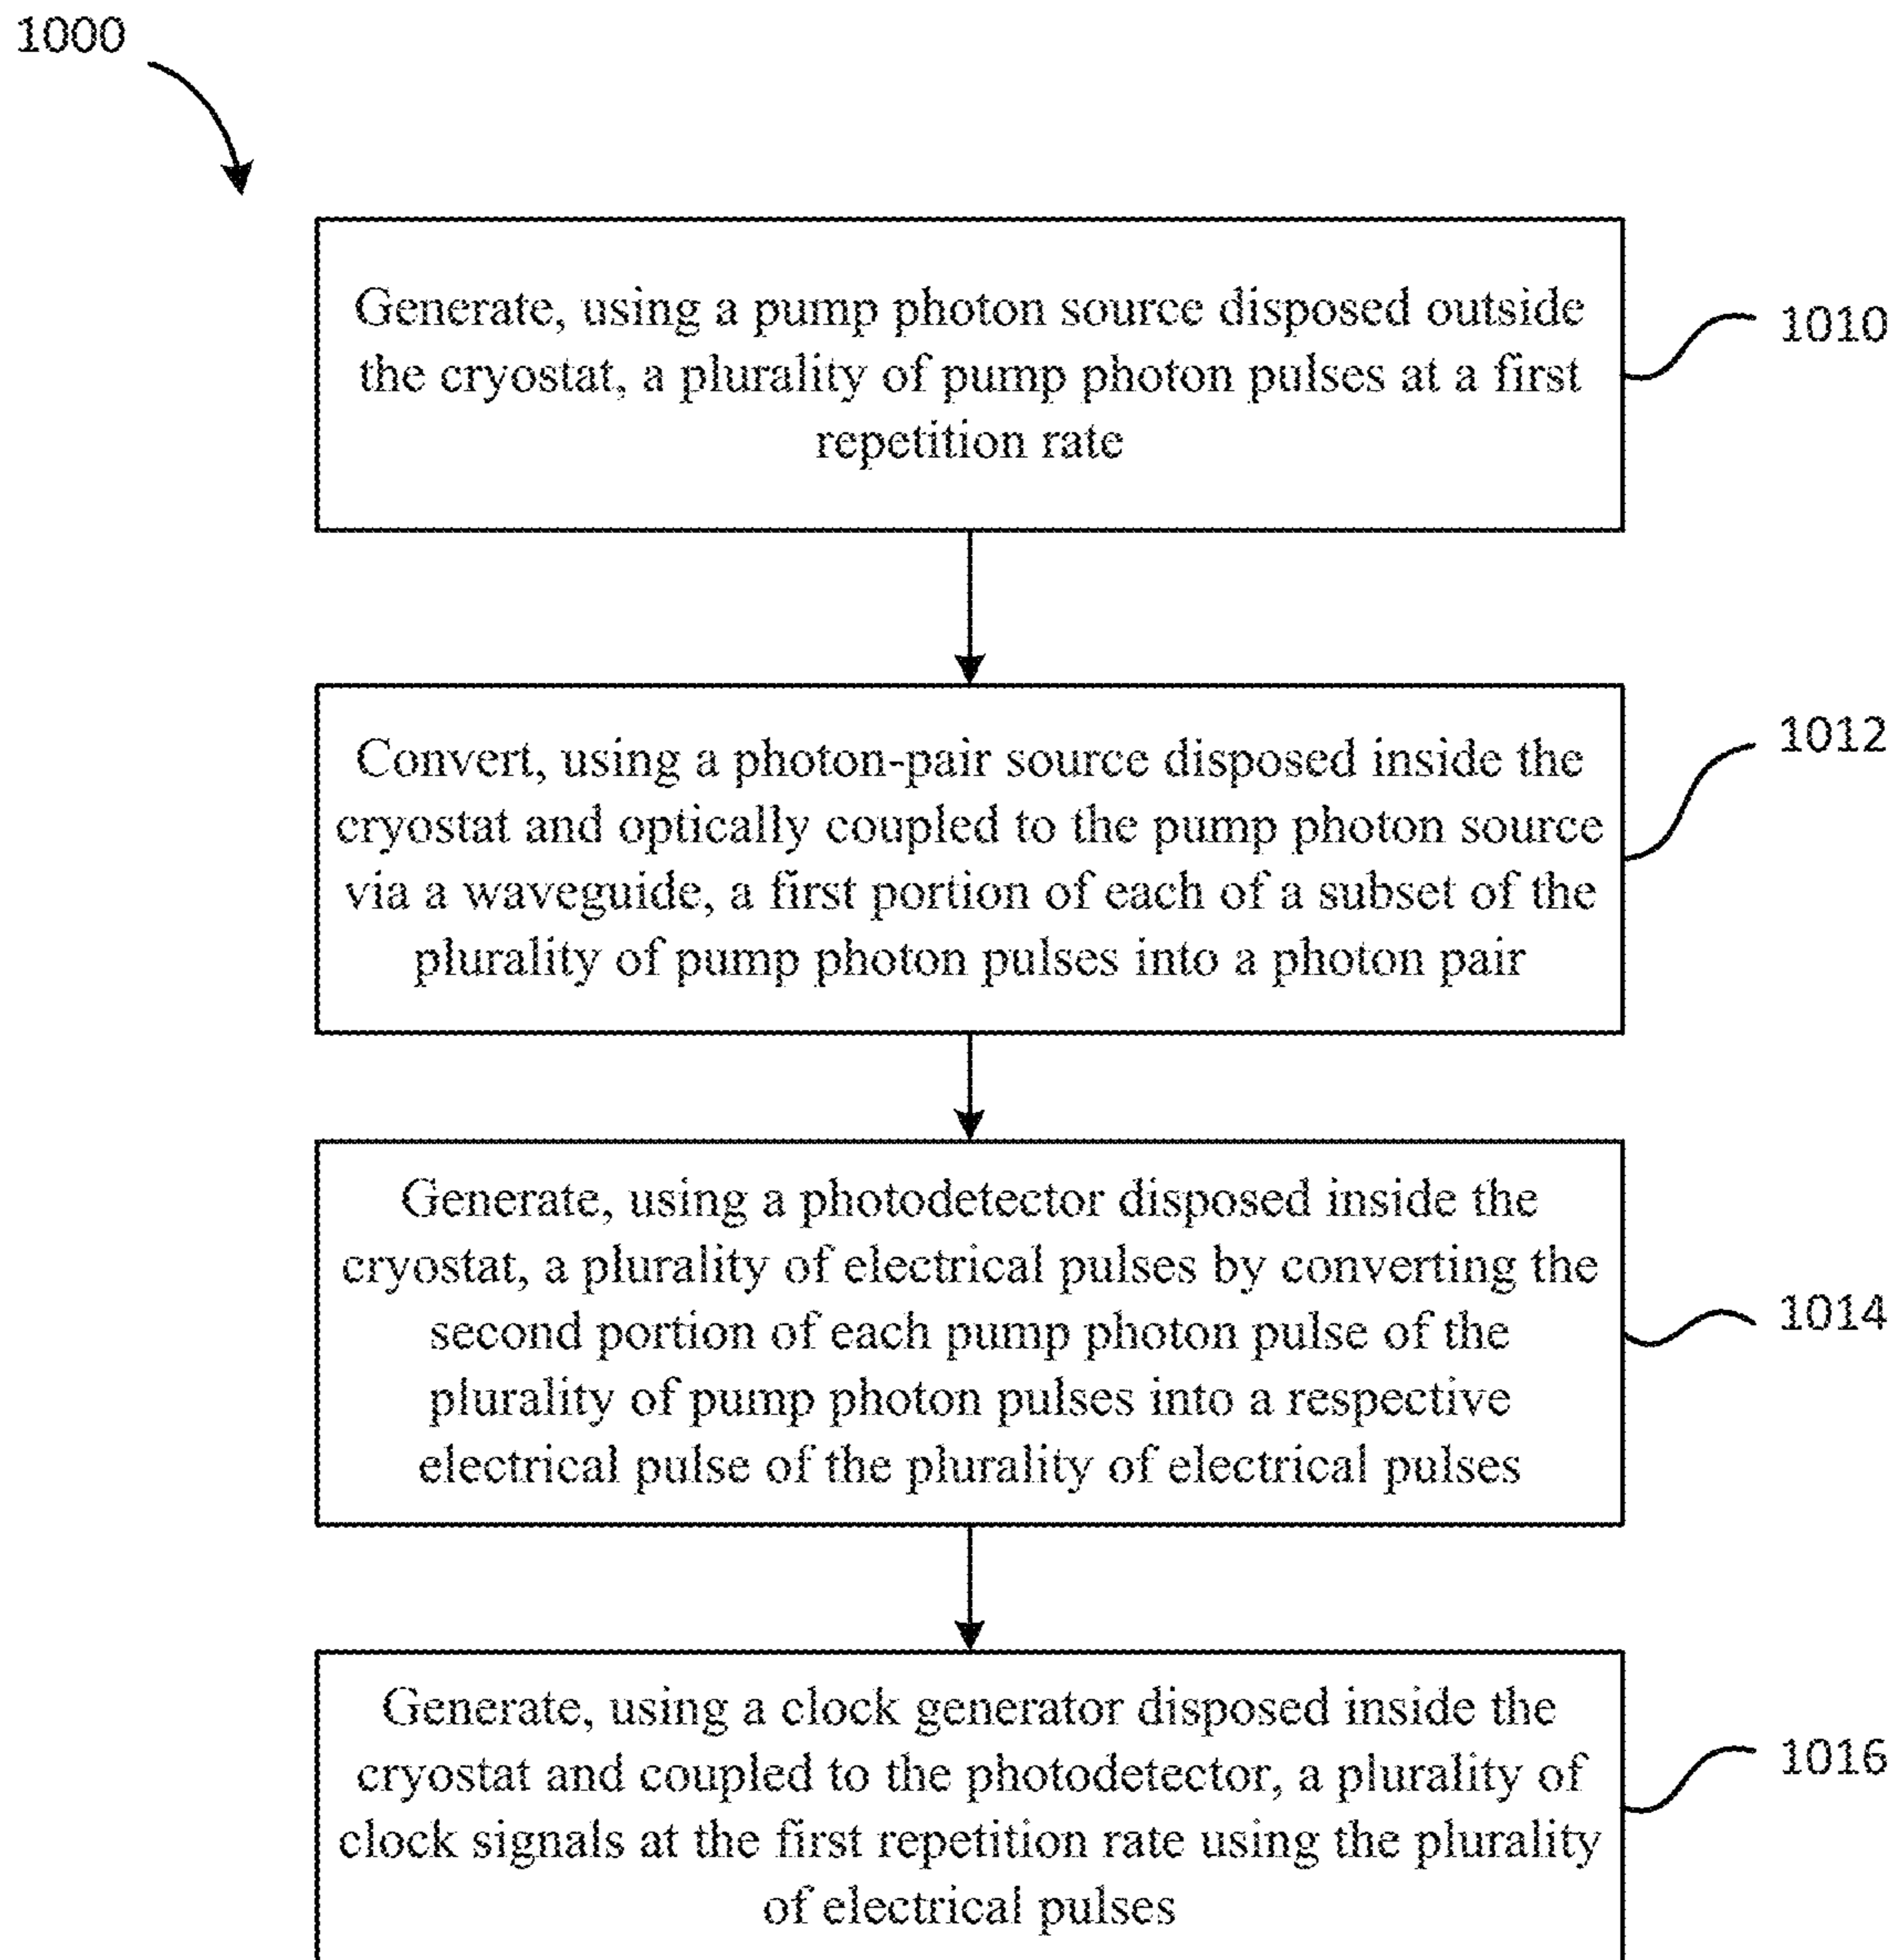 1000
Generate, using a pump photon source disposed outside
the cryostat, a plurality of pump photon pulses at a first
repetition rate
1010
Convert, using a photon-pair source disposed inside the
cryostat and optically coupled to the pump photon source
via a waveguide, a first portion of each of a subset of the
plurality of pump photon pulses into a photon pair
1012
Generate, using a photodetector disposed inside the
cryostat, a plurality of electrical pulses by converting the
second portion of each pump photon pulse of the
plurality of pump photon pulses into a respective
electrical pulse of the plurality of electrical pulses
1014
Generate, using a clock generator disposed inside the
cryostat and coupled to the photodetector, a plurality of
clock signals at the first repetition rate using the plurality
of electrical pulses
1016